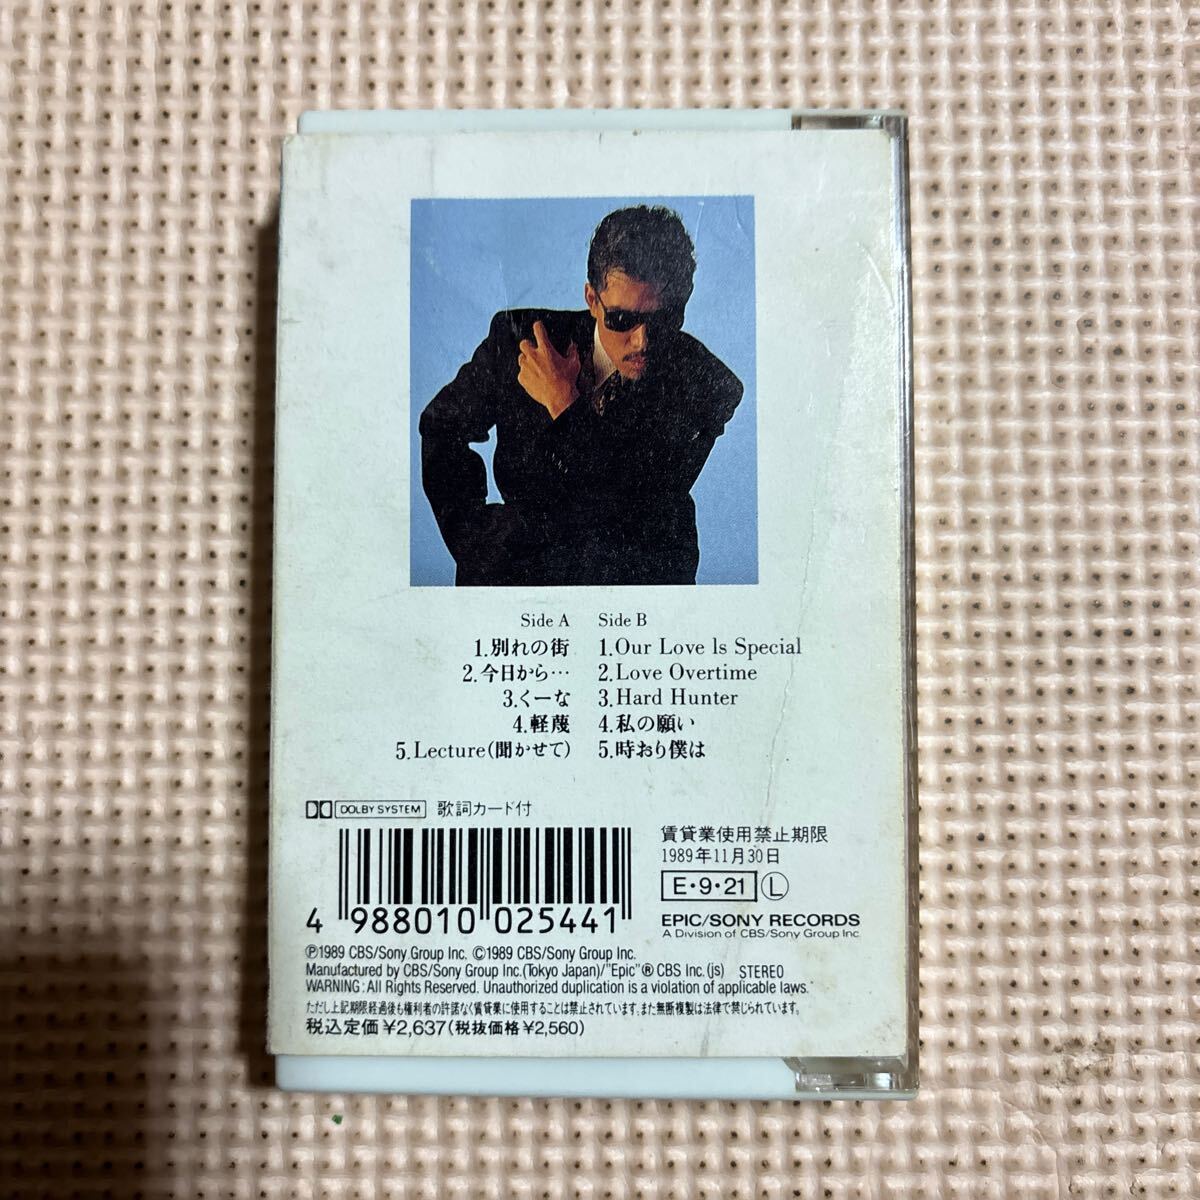 Side A
1.別れの街
2.今日から…
3.くーな
4.軽蔑
5.Lecture(聞かせて)
Side B
1.Our Love Is Special
2.Love Overtime
3.Hard Hunter
4.私の願い
5.時おり僕は
DOLBY SYSTEM 歌詞カード付
4 988010 025441
賃貸業使用禁止期限
1989年11月30日
E・9・21 Ⓛ
EPIC/SONY RECORDS
A Division of CBS/Sony Group Inc.
Ⓟ1989 CBS/Sony Group Inc. ©1989 CBS/Sony Group Inc.
Manufactured by CBS/Sony Group Inc.(Tokyo Japan)/"Epic"® CBS Inc.(js) STEREO
WARNING: All Rights Reserved. Unauthorized duplication is a violation of applicable laws.
ただし上記期限経過後も権利者の許諾なく賃貸業に使用することは禁止されています。また無断複製は法律で禁じられています。
税込定価¥2,637(税抜価格¥2,560)